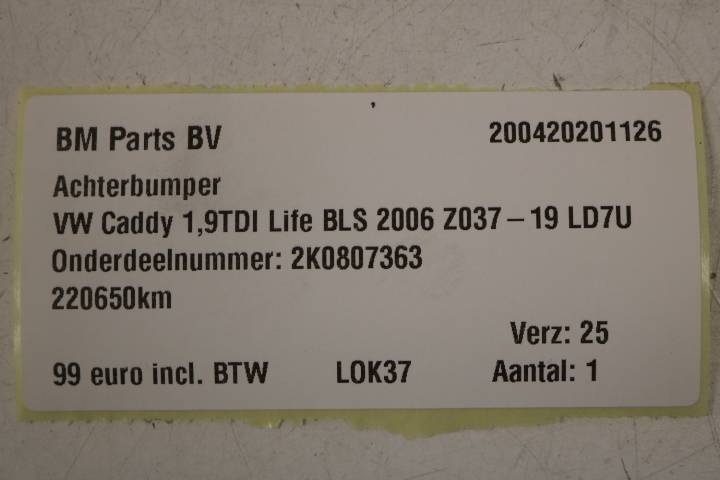 BM Parts BV 200420201126
Achterbumper
VW Caddy 1,9TDI Life BLS 2006 Z037-19 LD7U
Onderdeelnummer: 2K0807363
220650km
Verz: 25
99 euro incl. BTW LOK37 Aantal: 1